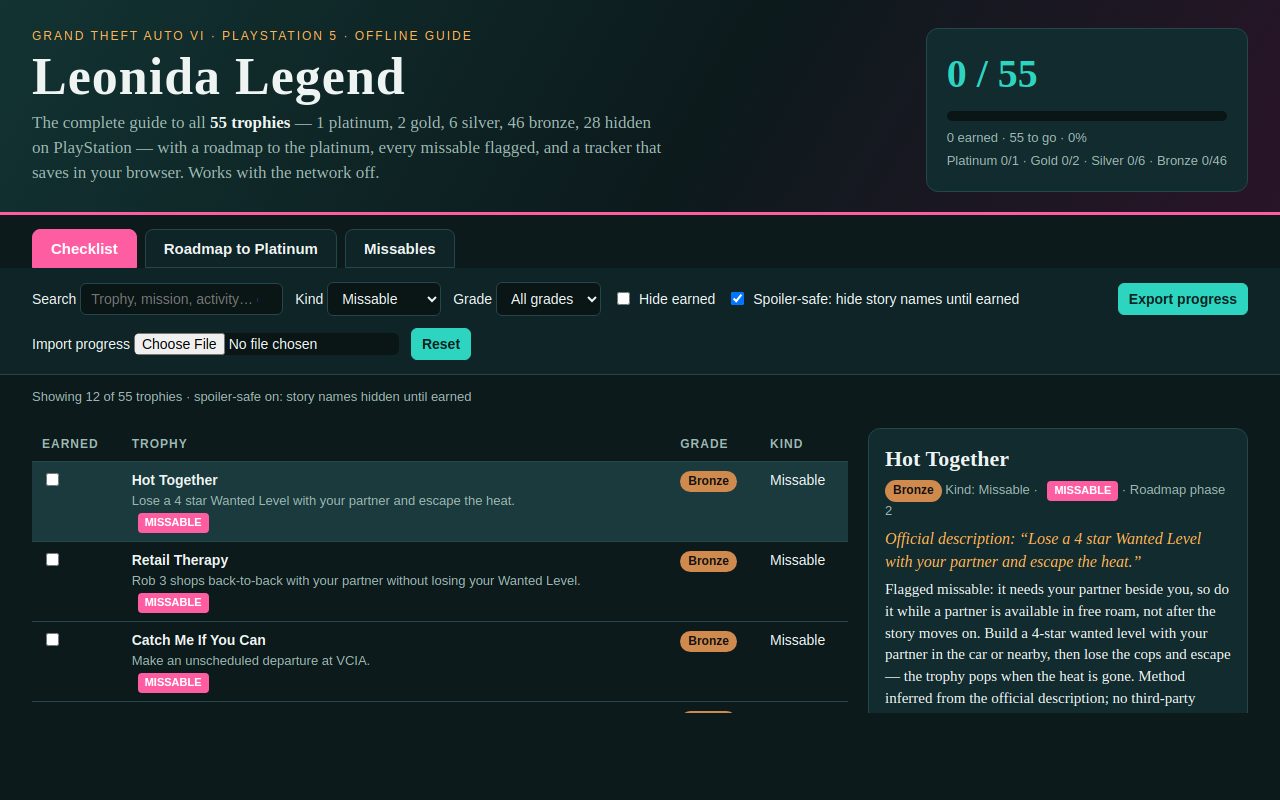 GRAND THEFT AUTO VI · PLAYSTATION 5 · OFFLINE GUIDE
Leonida Legend
The complete guide to all 55 trophies — 1 platinum, 2 gold, 6 silver, 46 bronze, 28 hidden
on PlayStation — with a roadmap to the platinum, every missable flagged, and a tracker that
saves in your browser. Works with the network off.
0 / 55
0 earned · 55 to go · 0%
Platinum 0/1 · Gold 0/2 · Silver 0/6 · Bronze 0/46
Checklist
Roadmap to Platinum
Missables
Search Trophy, mission, activity… Kind Missable Grade All grades Hide earned Spoiler-safe: hide story names until earned Export progress
Import progress Choose File No file chosen Reset
Showing 12 of 55 trophies · spoiler-safe on: story names hidden until earned
EARNED TROPHY GRADE KIND
Hot Together Bronze Missable
Lose a 4 star Wanted Level with your partner and escape the heat.
MISSABLE
Retail Therapy Bronze Missable
Rob 3 shops back-to-back with your partner without losing your Wanted Level.
MISSABLE
Catch Me If You Can Bronze Missable
Make an unscheduled departure at VCIA.
MISSABLE
Hot Together
Bronze Kind: Missable · MISSABLE · Roadmap phase
2
Official description: “Lose a 4 star Wanted Level
with your partner and escape the heat.”
Flagged missable: it needs your partner beside you, so do
it while a partner is available in free roam, not after the
story moves on. Build a 4-star wanted level with your
partner in the car or nearby, then lose the cops and escape
— the trophy pops when the heat is gone. Method
inferred from the official description; no third-party